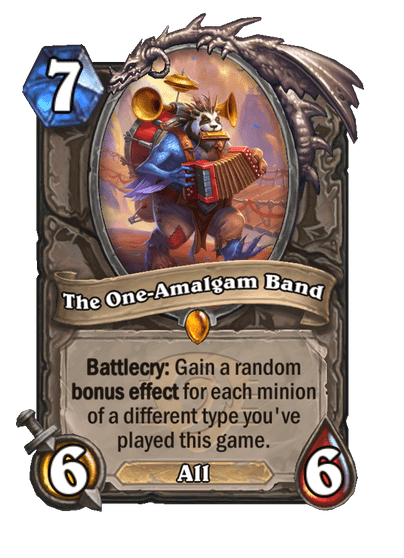 7
The One-Amalgam Band
Battlecry: Gain a random
bonus effect for each minion
of a different type you've
played this game.
6
All
6